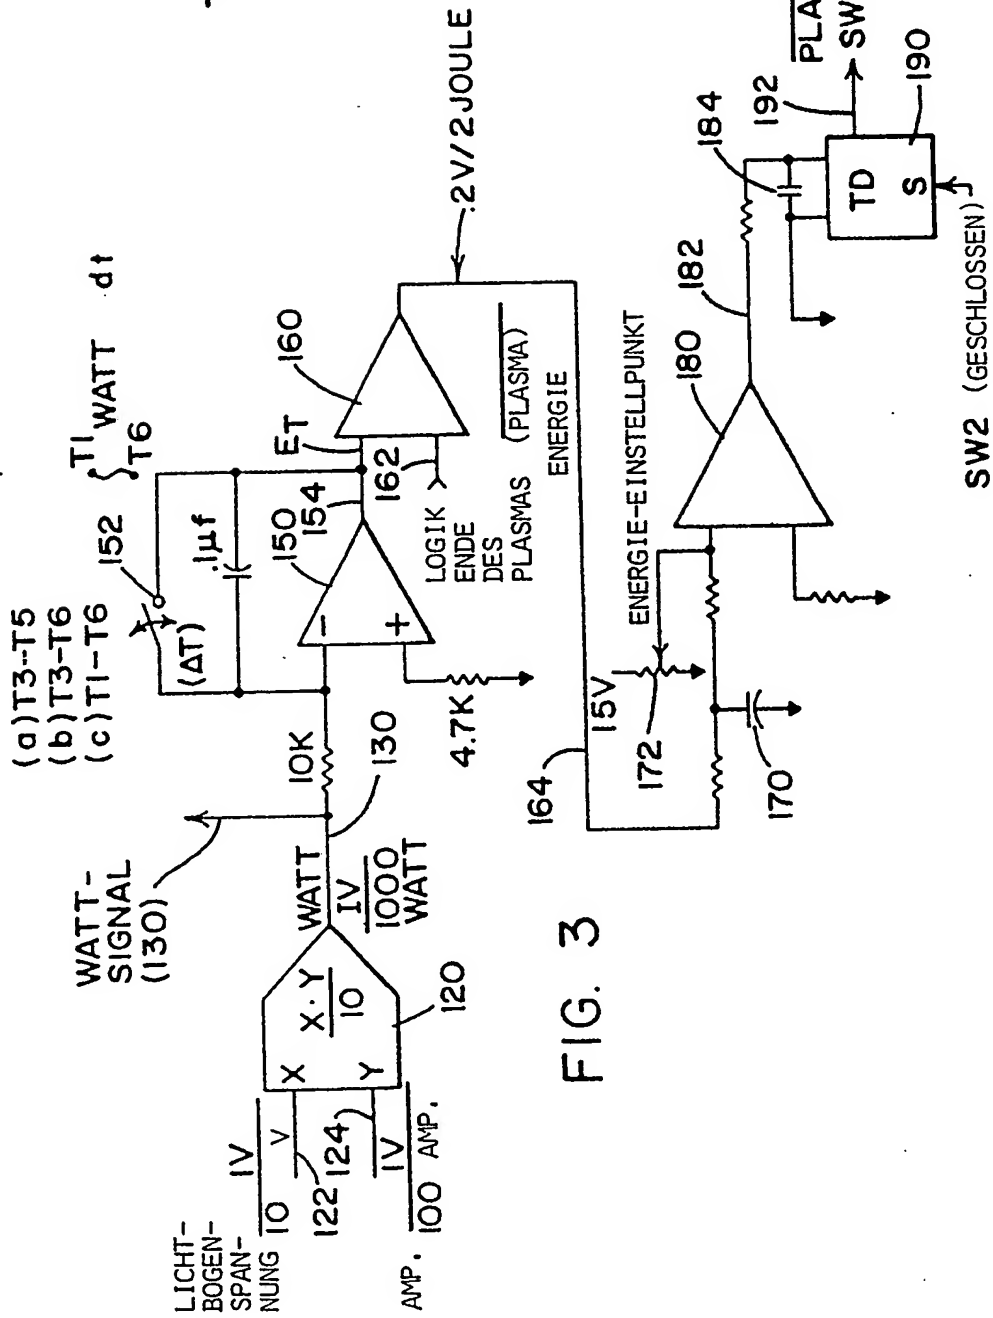 LICHT-
BOGEN-
SPAN-
NUNG
1V
10 V
122
124
AMP.
1V
100 AMP.
X
Y
X·Y
10
120
WATT-
SIGNAL
(130)
WATT
1V
1000
WATT
130
10K
(a) T3-T5
(b) T3-T6
(c) T1-T6
152
(ΔT)
.1µf
150
154
-
+
4.7K
T1
∫ WATT dt
T6
ET
160
162
LOGIK
ENDE
DES
PLASMAS (PLASMA)
ENERGIE
.2V/2JOULE
164
15V
172
170
ENERGIE-EINSTELLPUNKT
180
182
184
192
190
TD
S
PLA
SW
SW2 (GESCHLOSSEN)
FIG. 3